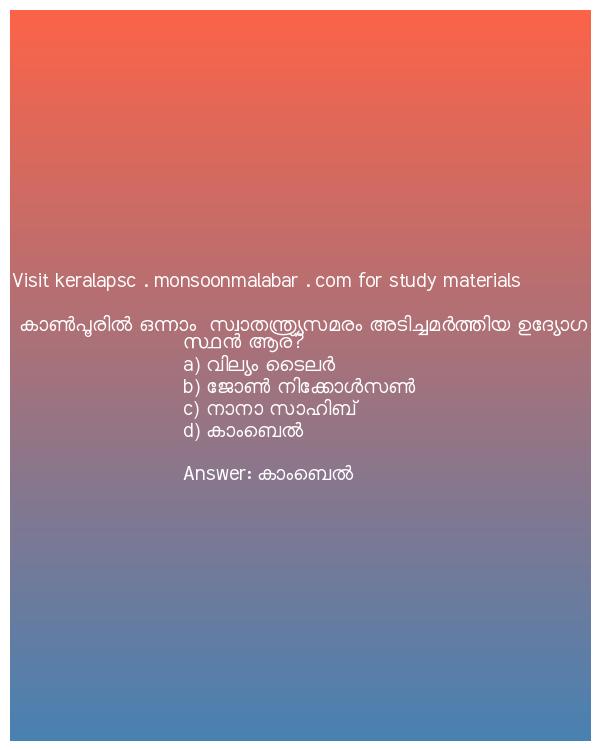 Visit keralapsc . monsoonmalabar . com for study materials
കാൺപൂരിൽ ഒന്നാം സ്വാതന്ത്ര്യസമരം അടിച്ചമർത്തിയ ഉദ്യോഗ
സ്ഥൻ ആര്?
a) വില്യം ടൈലർ
b) ജോൺ നിക്കോൾസൺ
c) നാനാ സാഹിബ്
d) കാംബെൽ
Answer: കാംബെൽ